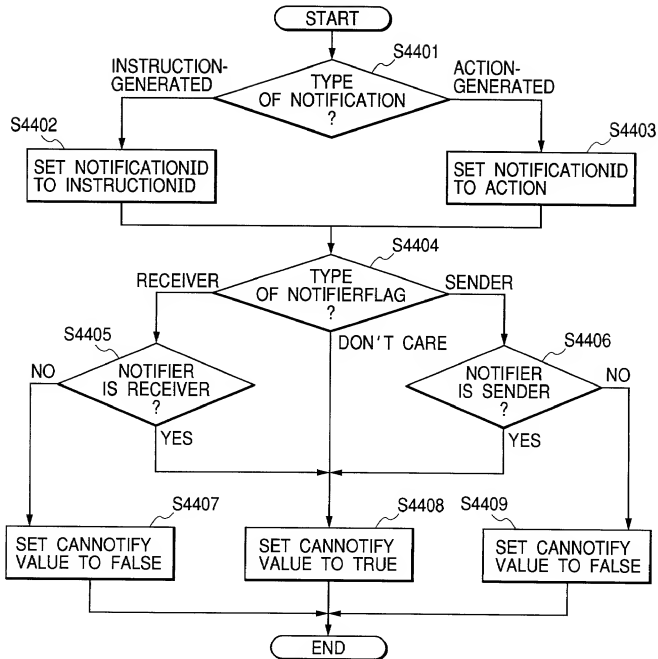 START
S4401
INSTRUCTION-
GENERATED
TYPE
OF NOTIFICATION
?
ACTION-
GENERATED
S4402
SET NOTIFICATIONID
TO INSTRUCTIONID
S4403
SET NOTIFICATIONID
TO ACTION
S4404
RECEIVER
TYPE
OF NOTIFIERFLAG
?
SENDER
DON'T CARE
S4405
NO
NOTIFIER
IS RECEIVER
?
YES
S4406
NOTIFIER
IS SENDER
?
NO
YES
S4407
SET CANNOTIFY
VALUE TO FALSE
S4408
SET CANNOTIFY
VALUE TO TRUE
S4409
SET CANNOTIFY
VALUE TO FALSE
END